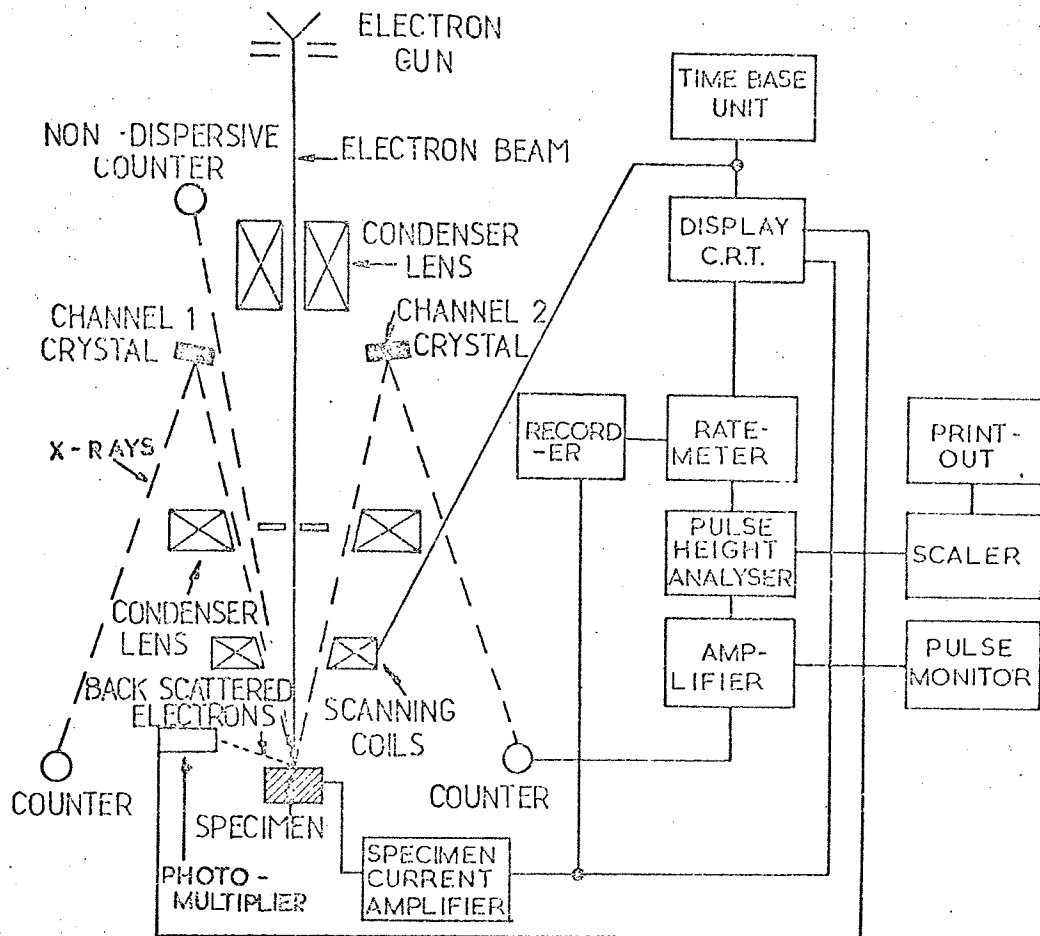 ELECTRON
GUN
TIME BASE
UNIT
NON-DISPERSIVE
COUNTER
ELECTRON BEAM
DISPLAY
C.R.T.
CONDENSER
LENS
CHANNEL 1
CRYSTAL
CHANNEL 2
CRYSTAL
X-RAYS
RECORD
-ER
RATE-
METER
PRINT-
OUT
PULSE
HEIGHT
ANALYSER
SCALER
CONDENSER
LENS
AMP-
LIFIER
PULSE
MONITOR
BACK SCATTERED
ELECTRONS
SCANNING
COILS
COUNTER
SPECIMEN
COUNTER
PHOTO-
MULTIPLIER
SPECIMEN
CURRENT
AMPLIFIER